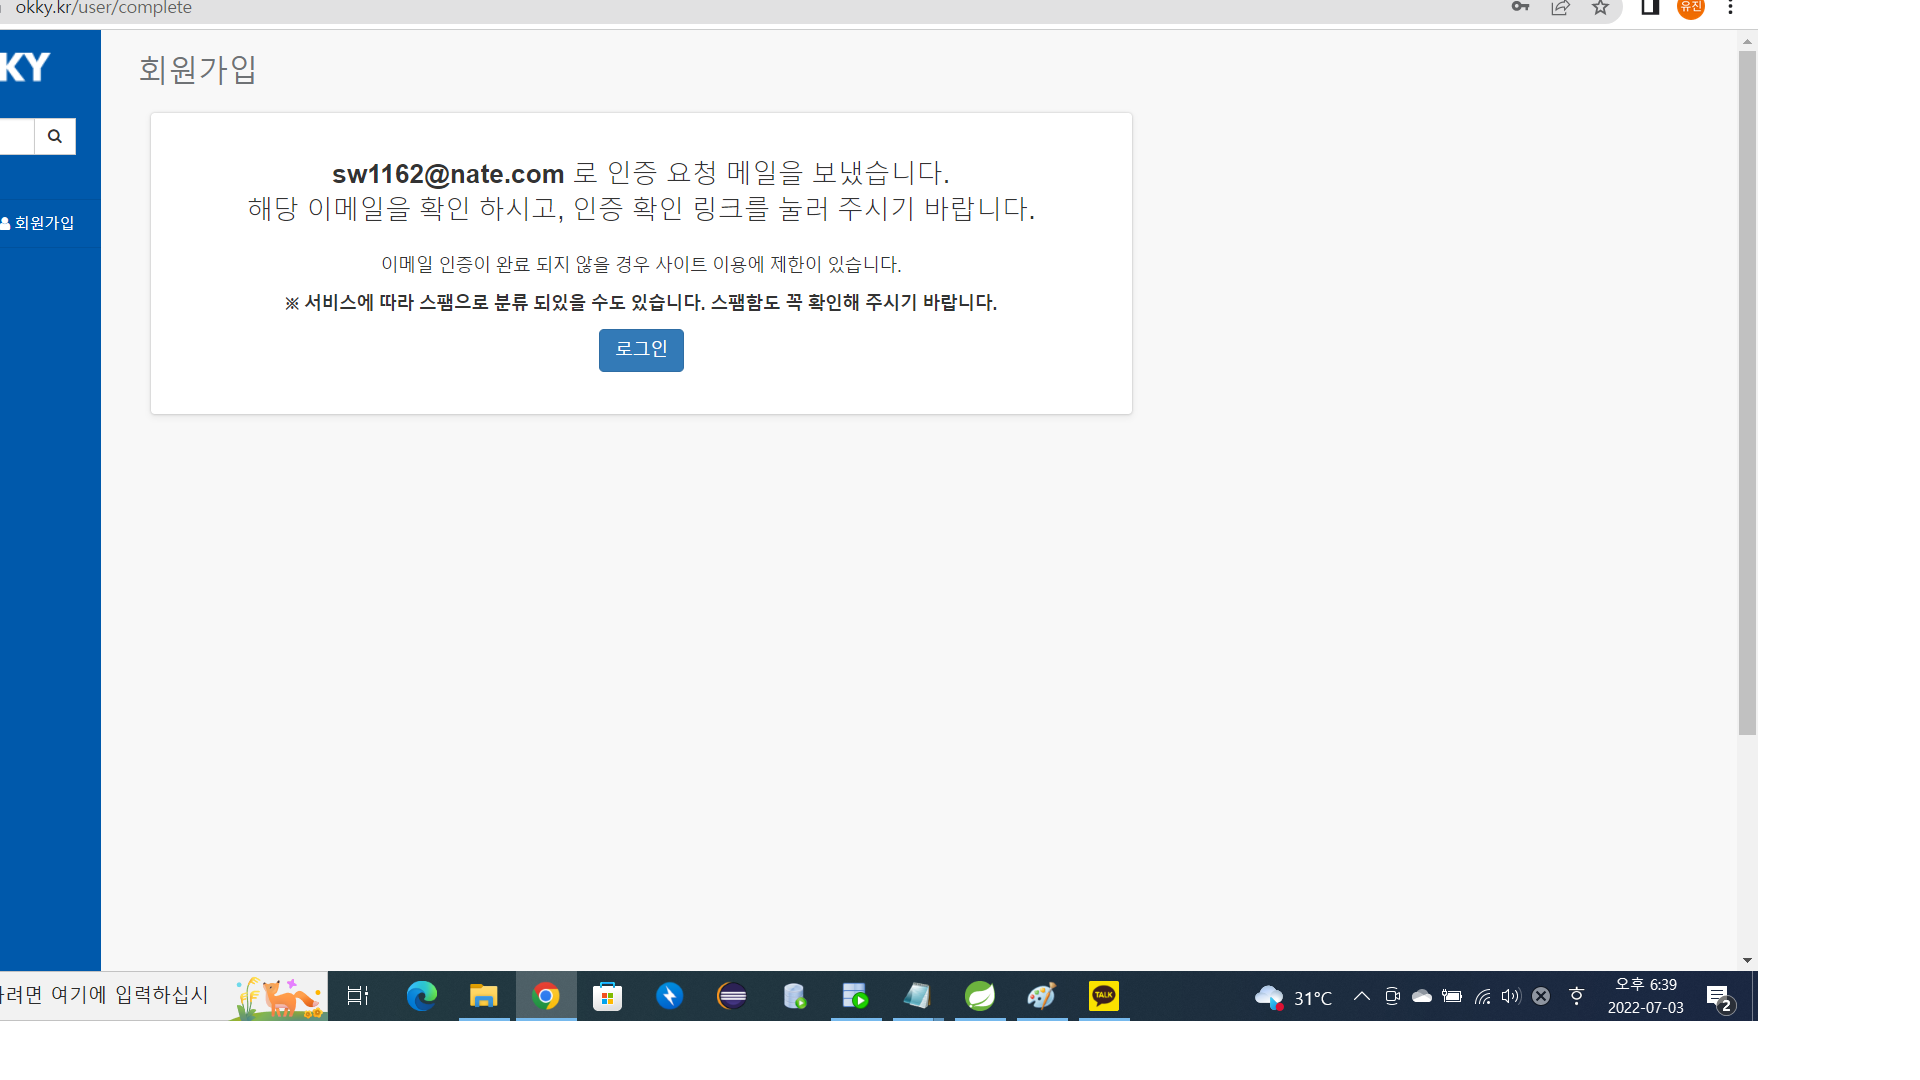 okky.kr/user/complete
유진
KY
회원가입
sw1162@nate.com 로 인증 요청 메일을 보냈습니다.
해당 이메일을 확인 하시고, 인증 확인 링크를 눌러 주시기 바랍니다.
회원가입
이메일 인증이 완료 되지 않을 경우 사이트 이용에 제한이 있습니다.
※ 서비스에 따라 스팸으로 분류 되있을 수도 있습니다. 스팸함도 꼭 확인해 주시기 바랍니다.
로그인
려면 여기에 입력하십시
TALK
31°C
오후 6:39
2022-07-03
2